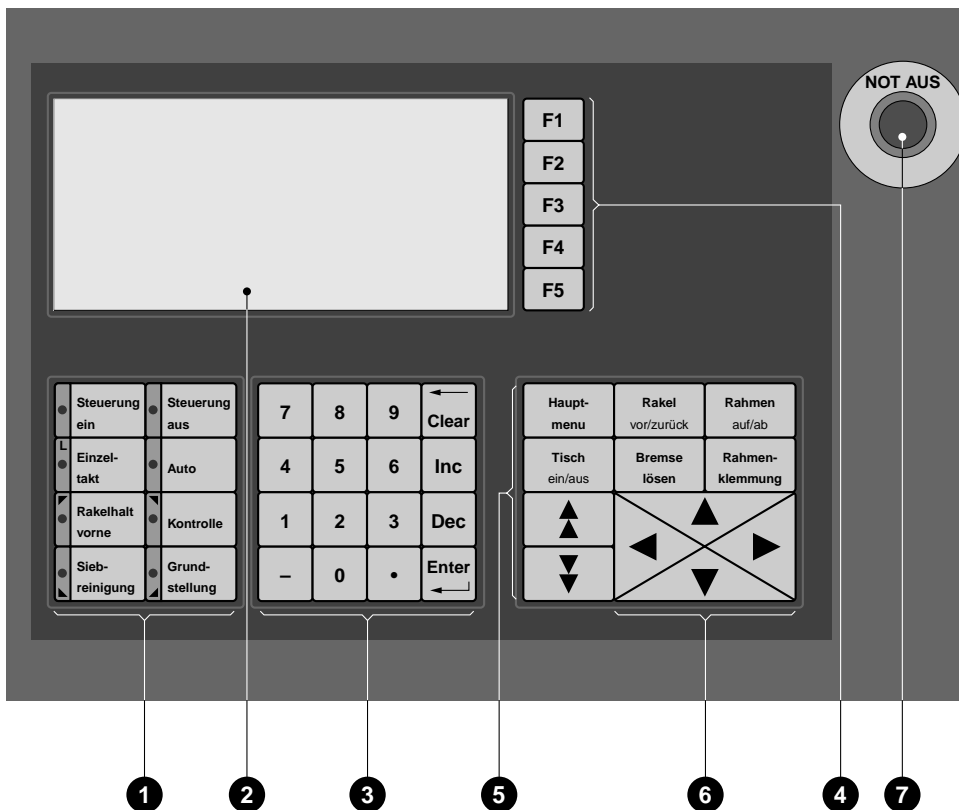 NOT AUS
F1
F2
F3
F4
F5
Steuerung
ein
Steuerung
aus
L
Einzel-
takt
Auto
Rakelhalt
vorne
Kontrolle
Sieb-
reinigung
Grund-
stellung
7 8 9 Clear
4 5 6 Inc
1 2 3 Dec
– 0 • Enter
Haupt-
menu
Rakel
vor/zurück
Rahmen
auf/ab
Tisch
ein/aus
Bremse
lösen
Rahmen-
klemmung
1 2 3 5 6 4 7